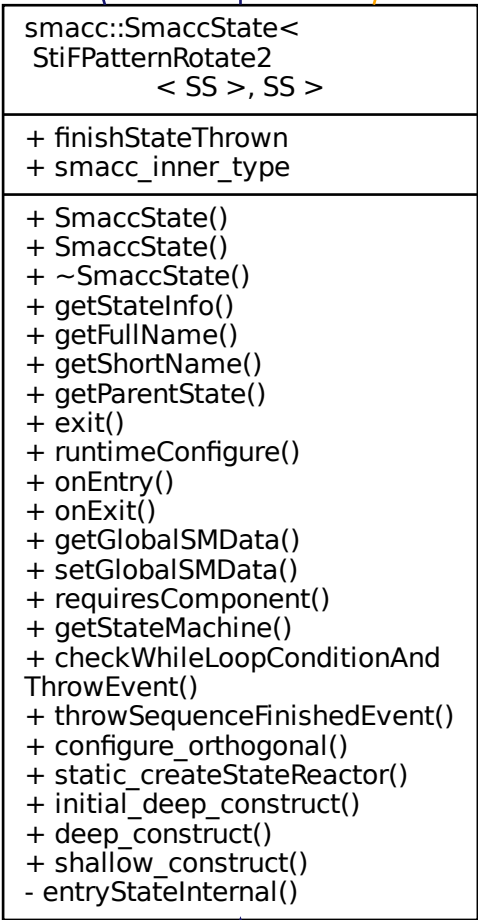 smacc::SmaccState<
StiFPatternRotate2
< SS >, SS >
+ finishStateThrown
+ smacc_inner_type
+ SmaccState()
+ SmaccState()
+ ~SmaccState()
+ getStateInfo()
+ getFullName()
+ getShortName()
+ getParentState()
+ exit()
+ runtimeConfigure()
+ onEntry()
+ onExit()
+ getGlobalSMData()
+ setGlobalSMData()
+ requiresComponent()
+ getStateMachine()
+ checkWhileLoopConditionAnd
ThrowEvent()
+ throwSequenceFinishedEvent()
+ configure_orthogonal()
+ static_createStateReactor()
+ initial_deep_construct()
+ deep_construct()
+ shallow_construct()
- entryStateInternal()